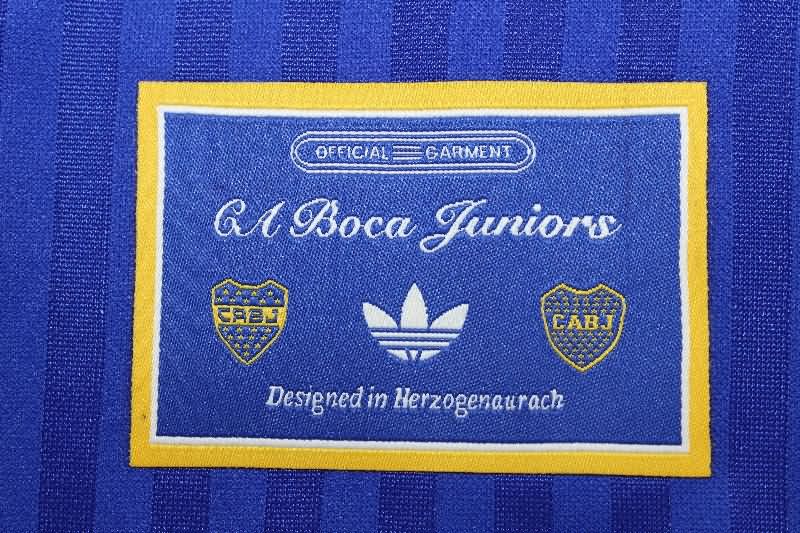 OFFICIAL GARMENT
CA Boca Juniors
CABJ
CABJ
Designed in Herzogenaurach